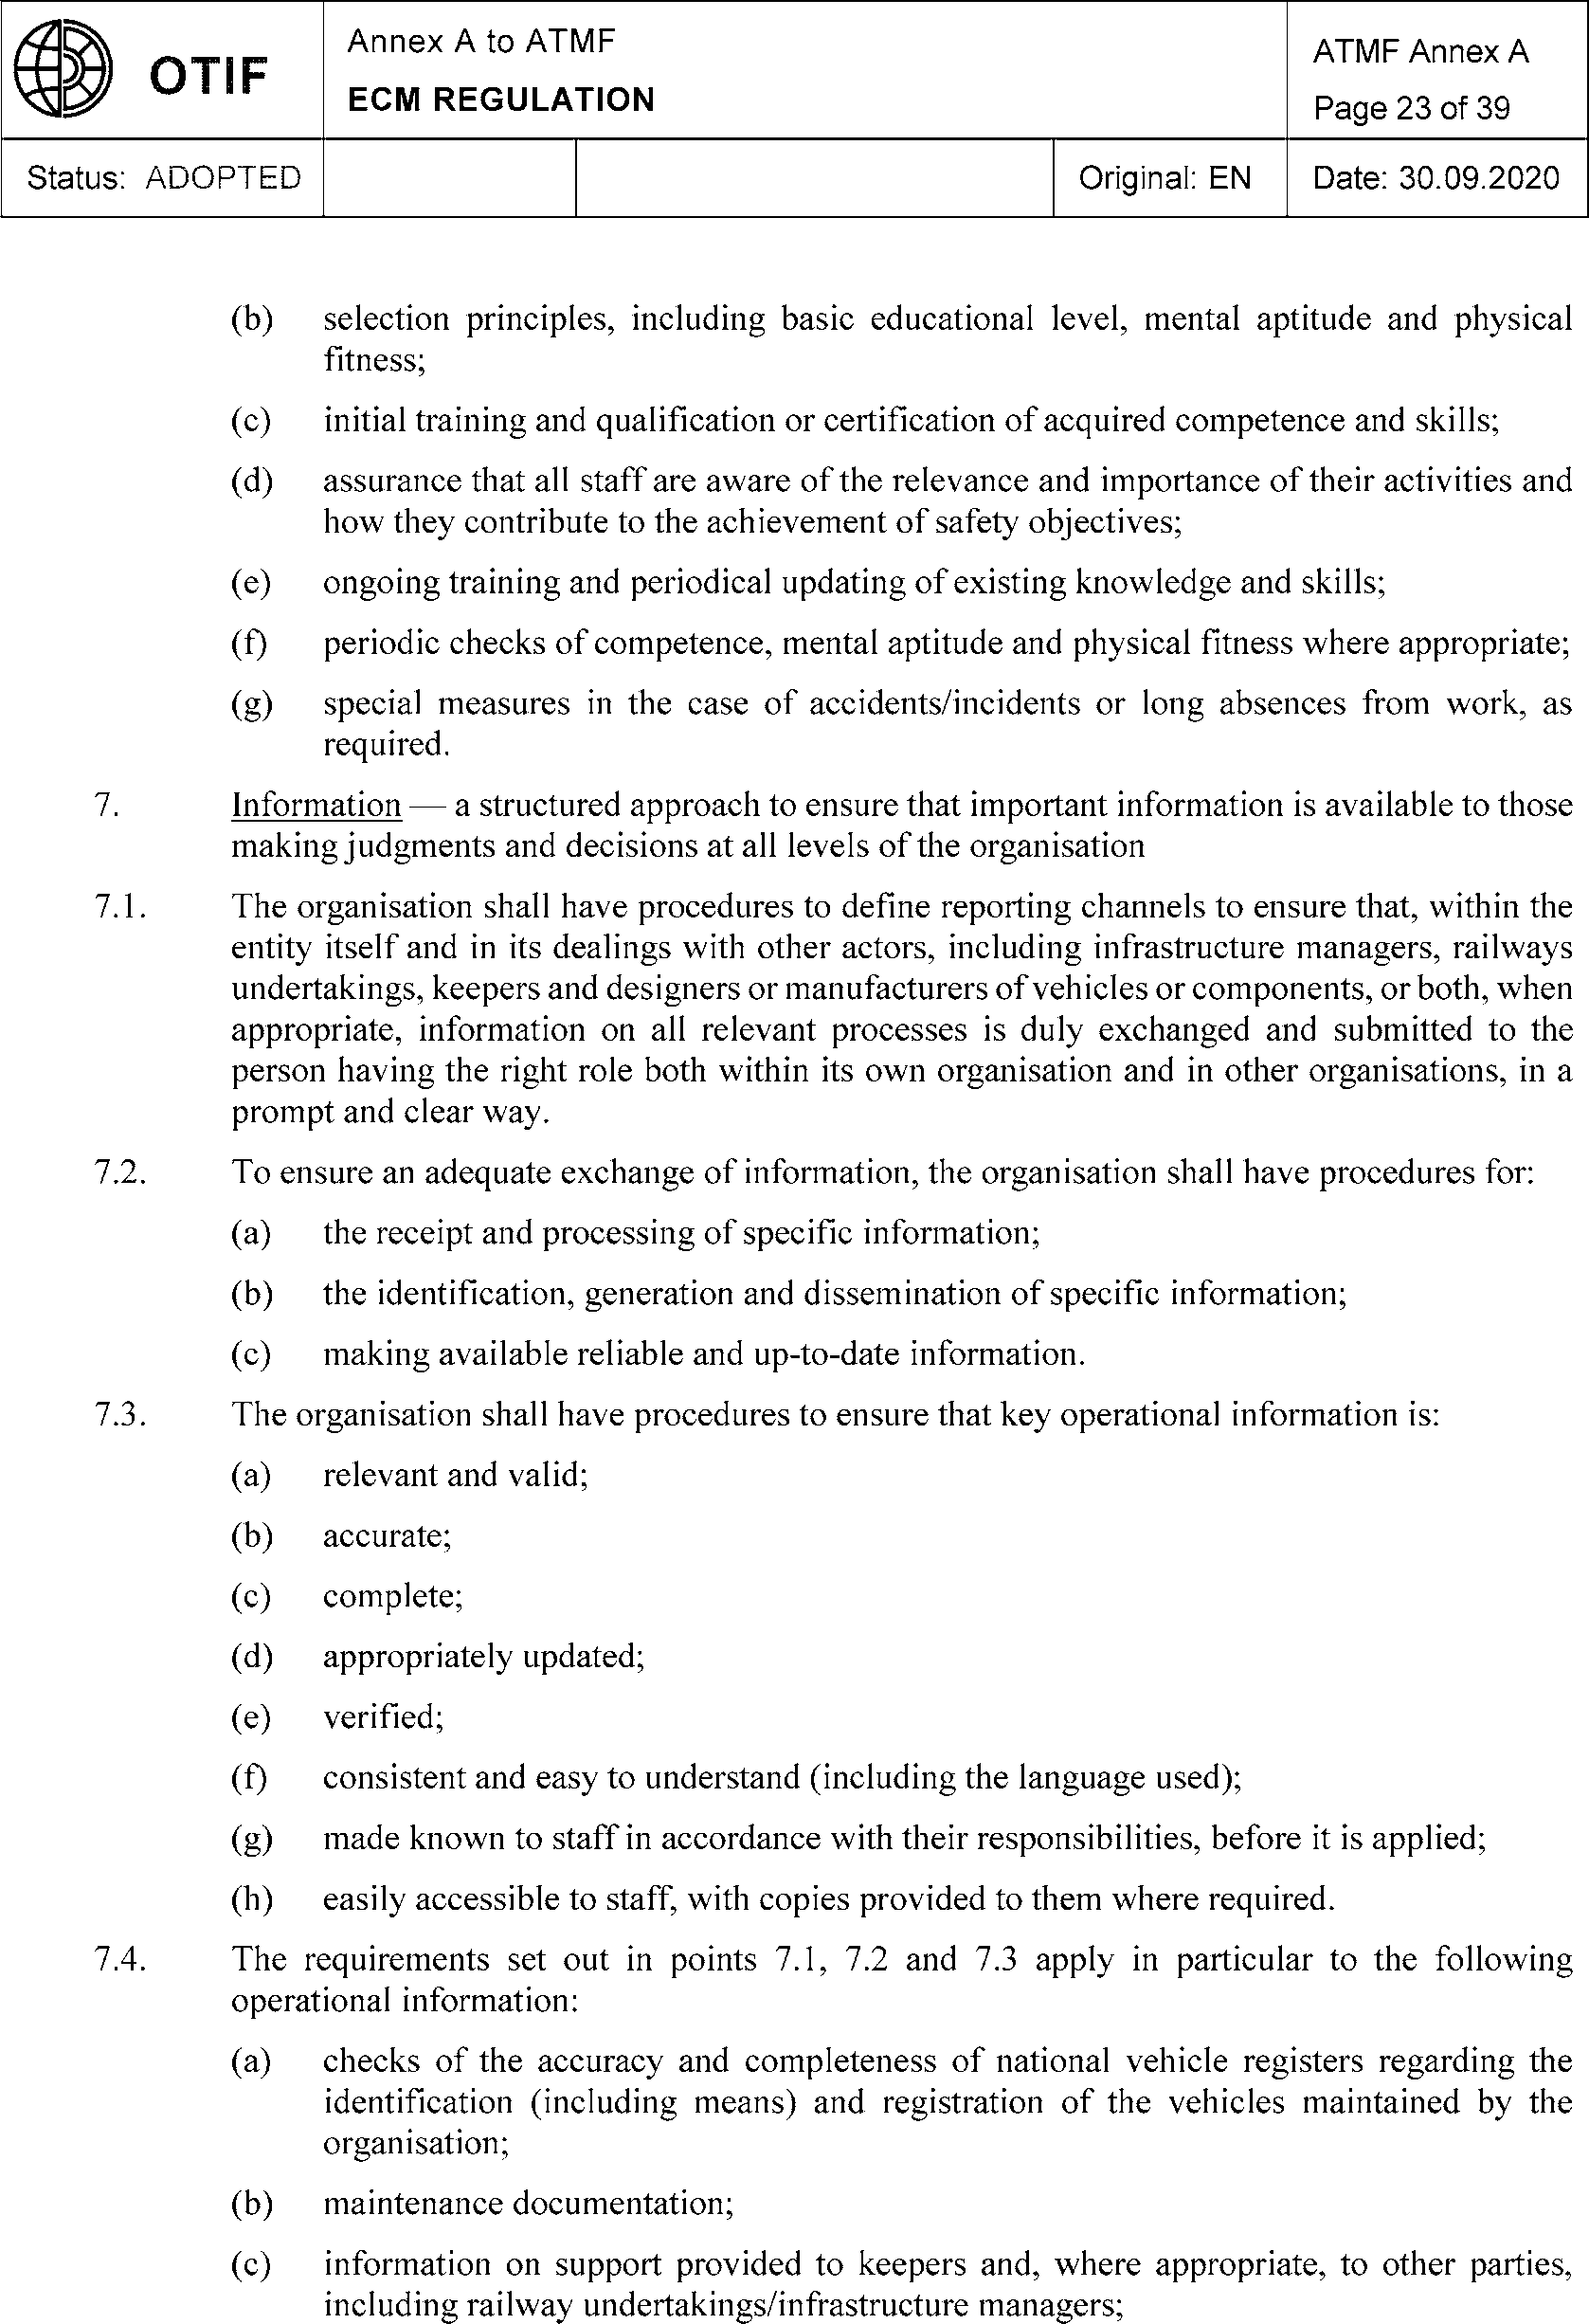 OTIF
Annex A to ATMF
ECM REGULATION
ATMF Annex A
Page 23 of 39
Status: ADOPTED
Original: EN
Date: 30.09.2020
(b) selection principles, including basic educational level, mental aptitude and physical
fitness;
(c) initial training and qualification or certification of acquired competence and skills;
(d) assurance that all staff are aware of the relevance and importance of their activities and
how they contribute to the achievement of safety objectives;
(e) ongoing training and periodical updating of existing knowledge and skills;
(f) periodic checks of competence, mental aptitude and physical fitness where appropriate;
(g) special measures in the case of accidents/incidents or long absences from work, as
required.
7. Information — a structured approach to ensure that important information is available to those
making judgments and decisions at all levels of the organisation
7.1. The organisation shall have procedures to define reporting channels to ensure that, within the
entity itself and in its dealings with other actors, including infrastructure managers, railways
undertakings, keepers and designers or manufacturers of vehicles or components, or both, when
appropriate, information on all relevant processes is duly exchanged and submitted to the
person having the right role both within its own organisation and in other organisations, in a
prompt and clear way.
7.2. To ensure an adequate exchange of information, the organisation shall have procedures for:
(a) the receipt and processing of specific information;
(b) the identification, generation and dissemination of specific information;
(c) making available reliable and up-to-date information.
7.3. The organisation shall have procedures to ensure that key operational information is:
(a) relevant and valid;
(b) accurate;
(c) complete;
(d) appropriately updated;
(e) verified;
(f) consistent and easy to understand (including the language used);
(g) made known to staff in accordance with their responsibilities, before it is applied;
(h) easily accessible to staff, with copies provided to them where required.
7.4. The requirements set out in points 7.1, 7.2 and 7.3 apply in particular to the following
operational information:
(a) checks of the accuracy and completeness of national vehicle registers regarding the
identification (including means) and registration of the vehicles maintained by the
organisation;
(b) maintenance documentation;
(c) information on support provided to keepers and, where appropriate, to other parties,
including railway undertakings/infrastructure managers;